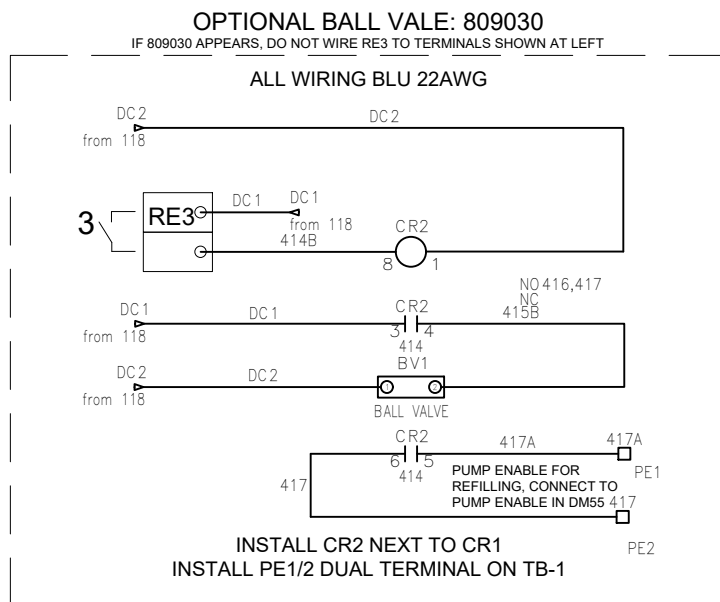 OPTIONAL BALL VALE: 809030
IF 809030 APPEARS, DO NOT WIRE RE3 TO TERMINALS SHOWN AT LEFT
ALL WIRING BLU 22AWG
DC2
DC2
from 118
3
RE3
DC1
DC1
from 118
414B
CR2
8
1
NO 416,417
NC
415B
DC1
from 118
DC1
CR2
3
4
414
BV1
DC2
from 118
DC2
1
2
BALL VALVE
CR2
6
5
414
417A
417A
PE1
417
PUMP ENABLE FOR
REFILLING, CONNECT TO
PUMP ENABLE IN DM55
417
PE2
INSTALL CR2 NEXT TO CR1
INSTALL PE1/2 DUAL TERMINAL ON TB-1